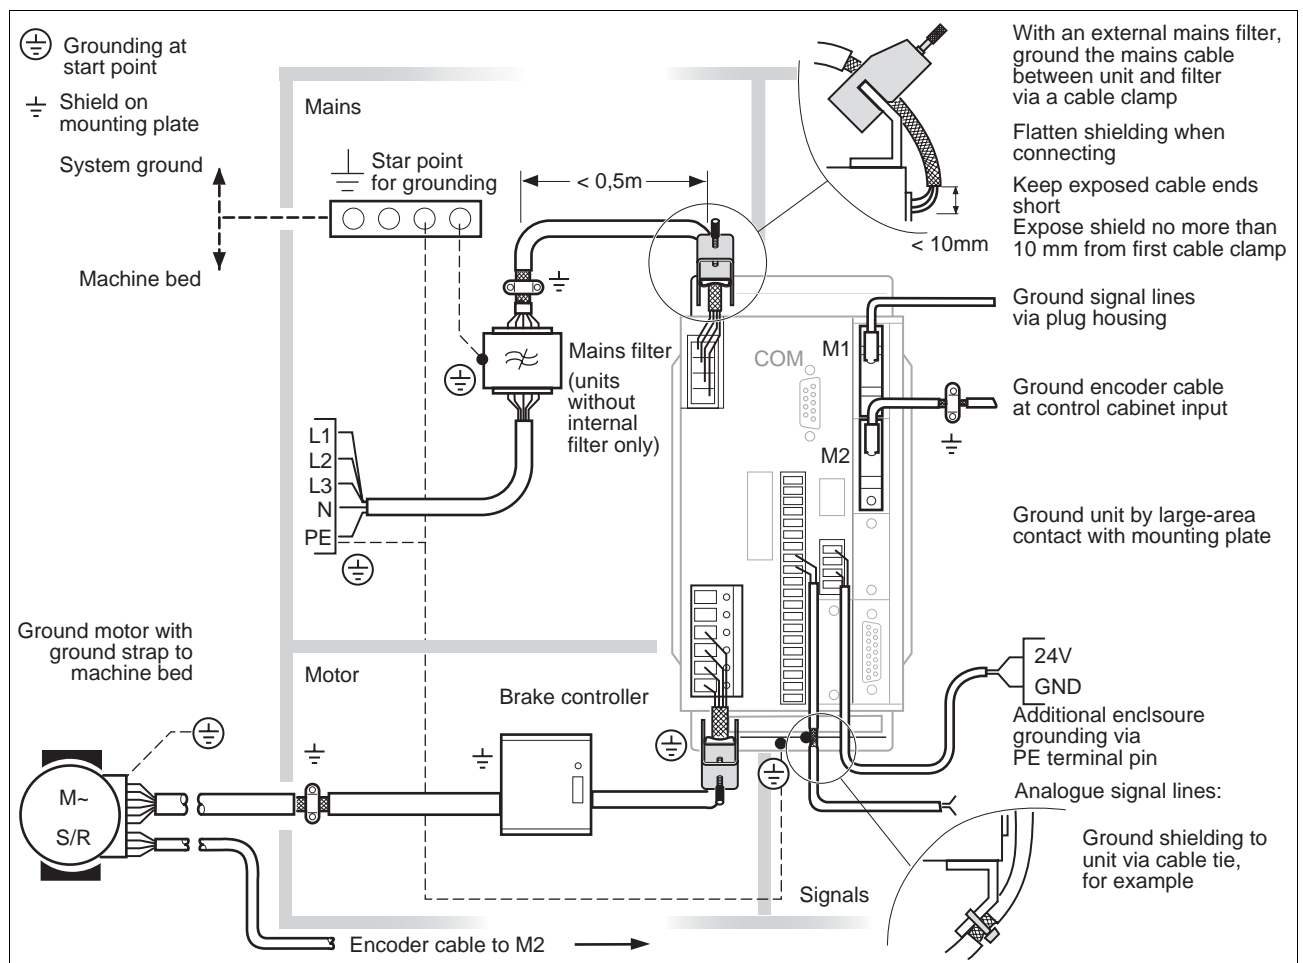 Grounding at
start point
Shield on
mounting plate
System ground
Machine bed
Mains
Star point
for grounding
< 0,5m
With an external mains filter,
ground the mains cable
between unit and filter
via a cable clamp
Flatten shielding when
connecting
Keep exposed cable ends
short
Expose shield no more than
10 mm from first cable clamp
< 10mm
Ground signal lines
via plug housing
Mains filter
(units
without
internal
filter only)
COM
M1
M2
Ground encoder cable
at control cabinet input
L1
L2
L3
N
PE
Ground unit by large-area
contact with mounting plate
Ground motor with
ground strap to
machine bed
Motor
Brake controller
24V
GND
Additional enclsoure
grounding via
PE terminal pin
Analogue signal lines:
Ground shielding to
unit via cable tie,
for example
M~
S/R
Signals
Encoder cable to M2